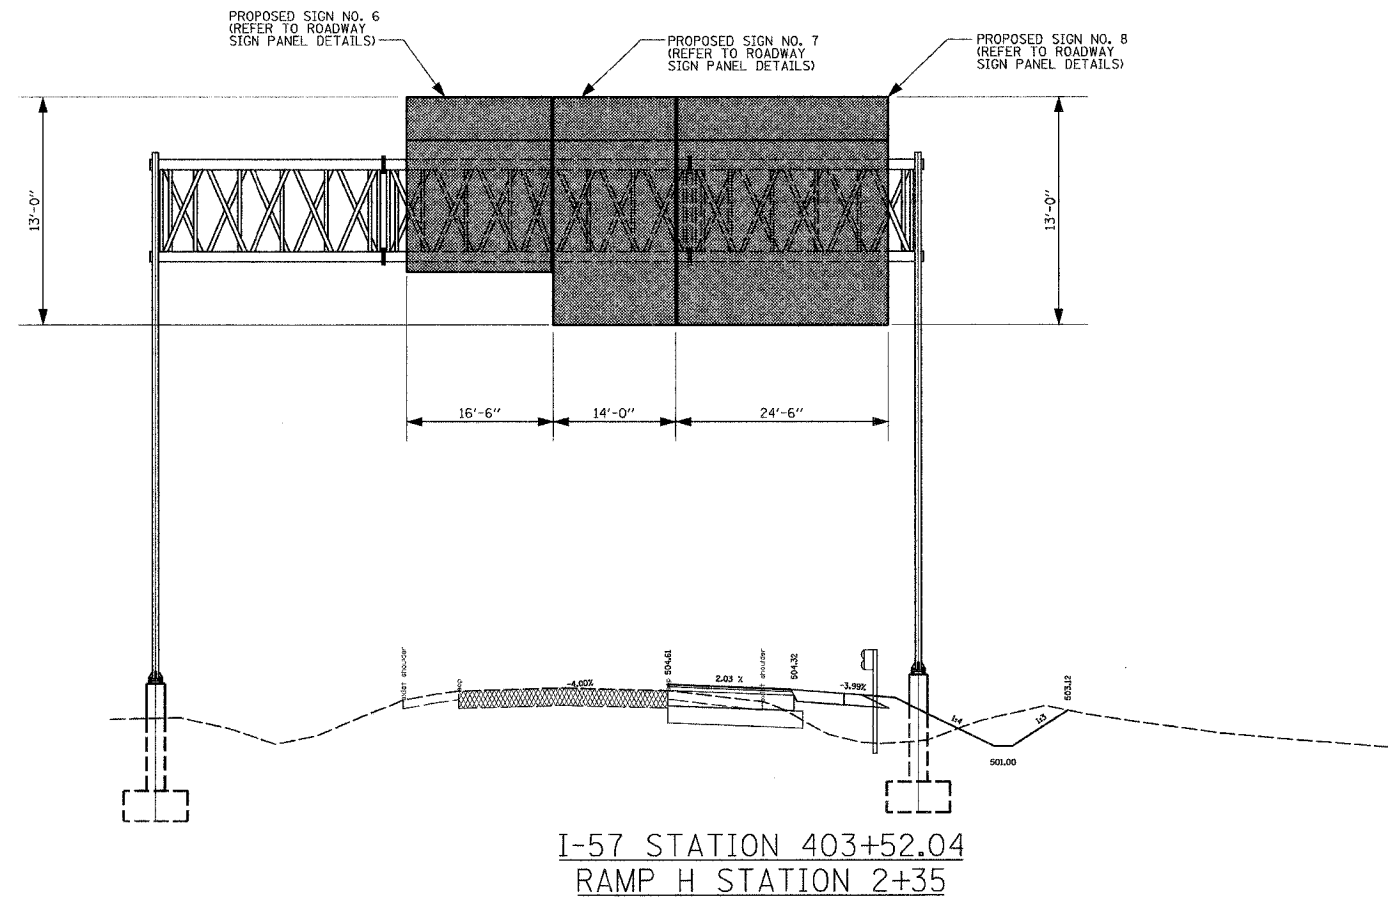 PROPOSED SIGN NO. 6
(REFER TO ROADWAY
SIGN PANEL DETAILS)
PROPOSED SIGN NO. 7
(REFER TO ROADWAY
SIGN PANEL DETAILS)
PROPOSED SIGN NO. 8
(REFER TO ROADWAY
SIGN PANEL DETAILS)
13'-0"
13'-0"
16'-6"
14'-0"
24'-6"
shoulder
504.61
shoulder
504.32
-4.00%
2.03 %
-3.99%
503.12
1:4
1:3
501.00
I-57 STATION 403+52.04
RAMP H STATION 2+35